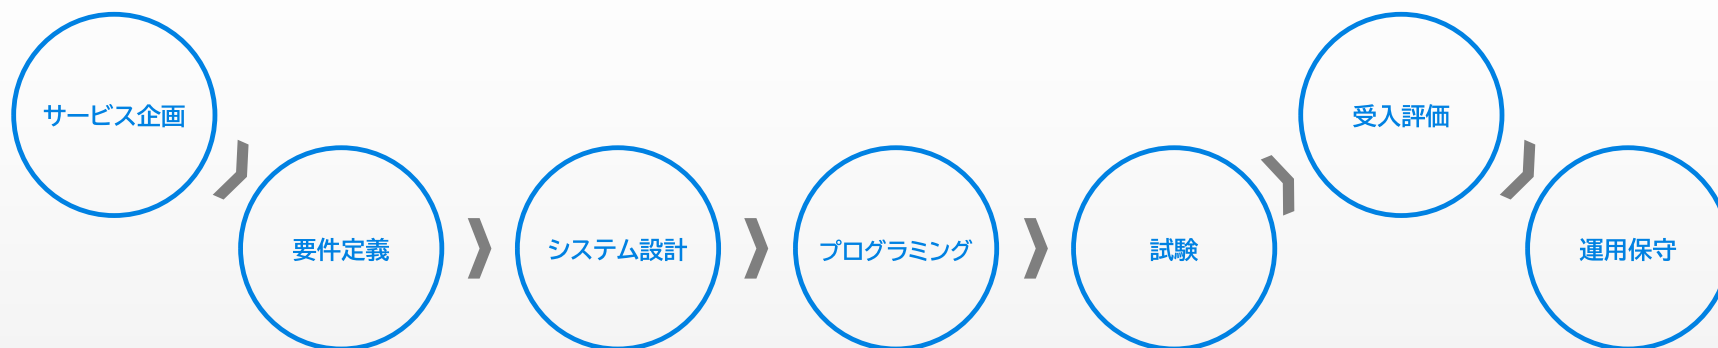 サービス企画
要件定義
システム設計
プログラミング
試験
受入評価
運用保守